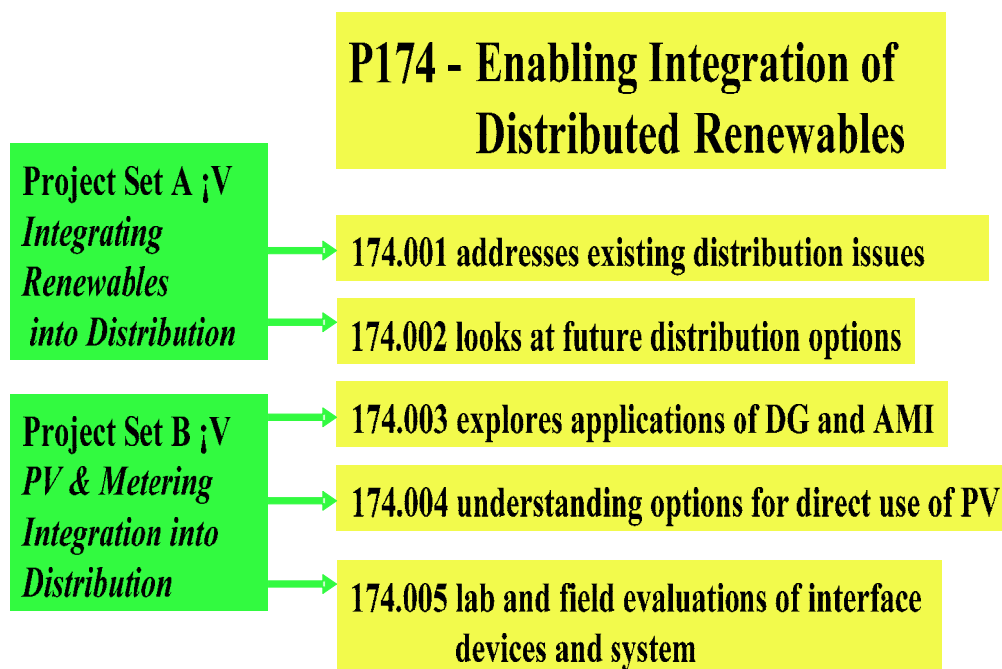 P174 - Enabling Integration of
Distributed Renewables
Project Set A ¡V
Integrating
Renewables
into Distribution
174.001 addresses existing distribution issues
174.002 looks at future distribution options
Project Set B ¡V
PV & Metering
Integration into
Distribution
174.003 explores applications of DG and AMI
174.004 understanding options for direct use of PV
174.005 lab and field evaluations of interface
devices and system